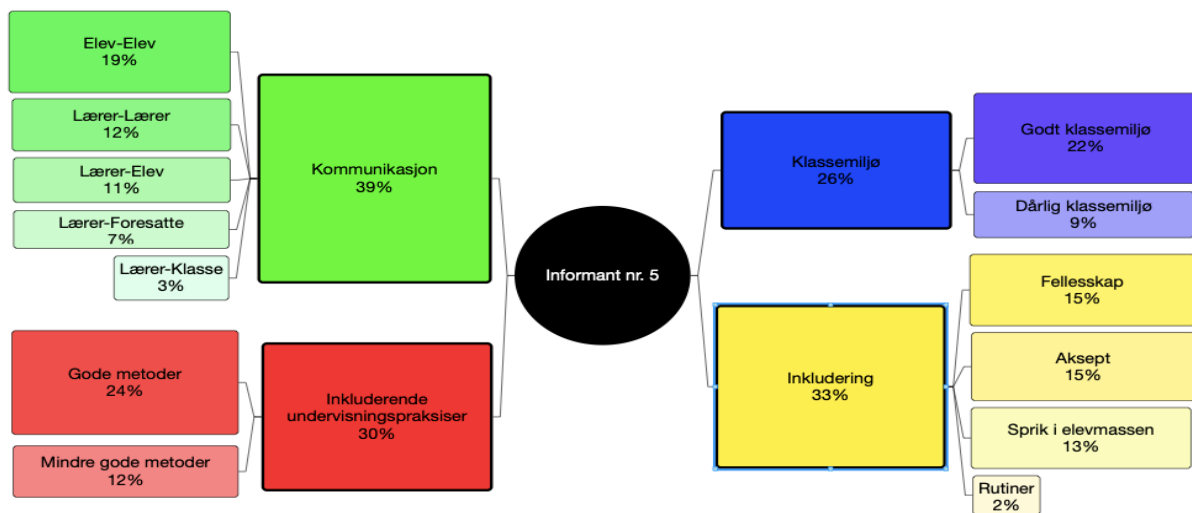 Elev-Elev
19%
Lærer-Lærer
12%
Lærer-Elev
11%
Lærer-Foresatte
7%
Lærer-Klasse
3%
Kommunikasjon
39%
Gode metoder
24%
Mindre gode metoder
12%
Inkluderende
undervisningspraksiser
30%
Informant nr. 5
Klassemiljø
26%
Godt klassemiljø
22%
Dårlig klassemiljø
9%
Inkludering
33%
Fellesskap
15%
Aksept
15%
Sprik i elevmassen
13%
Rutiner
2%